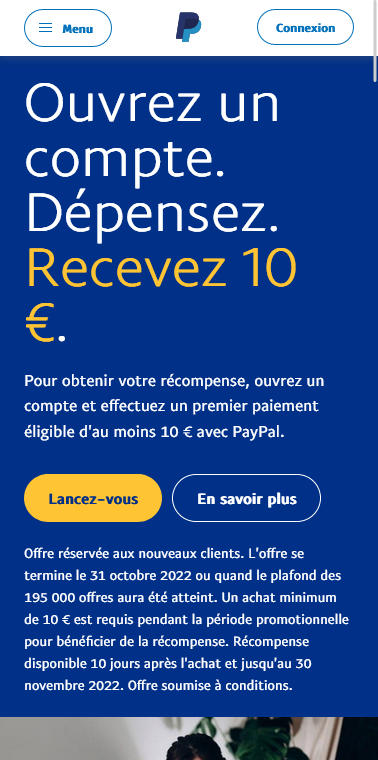 Menu
Connexion
Ouvrez un
compte.
Dépensez.
Recevez 10
€.
Pour obtenir votre récompense, ouvrez un
compte et effectuez un premier paiement
éligible d'au moins 10 € avec PayPal.
Lancez-vous
En savoir plus
Offre réservée aux nouveaux clients. L'offre se
termine le 31 octobre 2022 ou quand le plafond des
195 000 offres aura été atteint. Un achat minimum
de 10 € est requis pendant la période promotionnelle
pour bénéficier de la récompense. Récompense
disponible 10 jours après l'achat et jusqu'au 30
novembre 2022. Offre soumise à conditions.